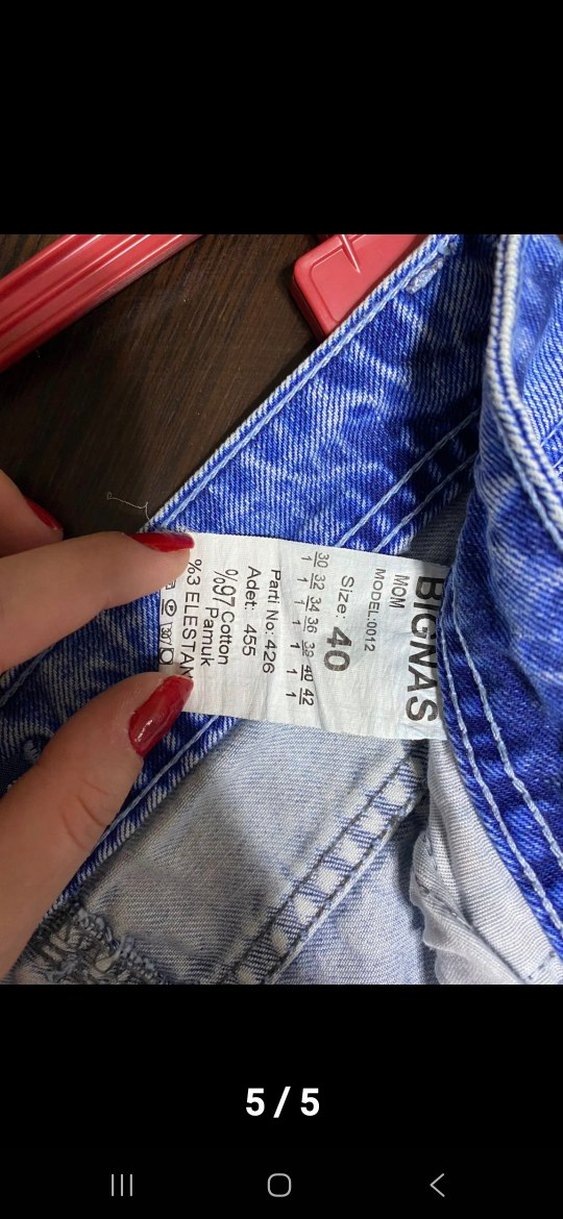 BIGNAS
MOM
MODEL:0012
Size: 40
30 32 34 36 38 40 42
1 1 1 1 1 1 1
Parti No:426
Adet: 455
%97 Cotton
Pamuk
%3 ELESTAN
5 / 5